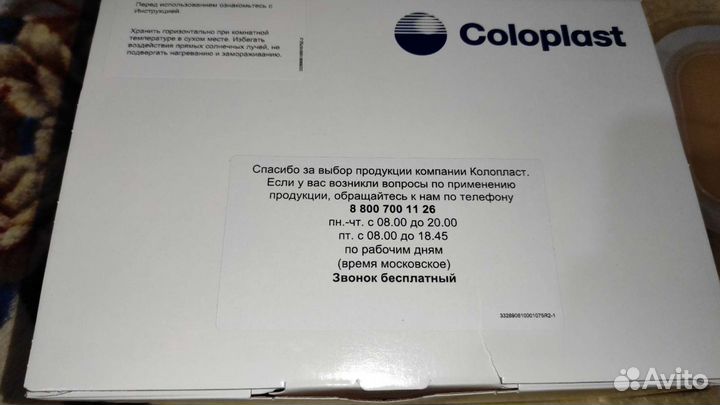 Перед использованием ознакомьтесь с
Инструкцией.
Хранить горизонтально при комнатной
температуре в сухом месте. Избегать
воздействия прямых солнечных лучей, не
подвергать нагреванию и замораживанию.
Coloplast
Спасибо за выбор продукции компании Колопласт.
Если у вас возникли вопросы по применению
продукции, обращайтесь к нам по телефону
8 800 700 11 26
пн.-чт. с 08.00 до 20.00
пт. с 08.00 до 18.45
по рабочим дням
(время московское)
Звонок бесплатный
332890810001075/R2-1
Avito